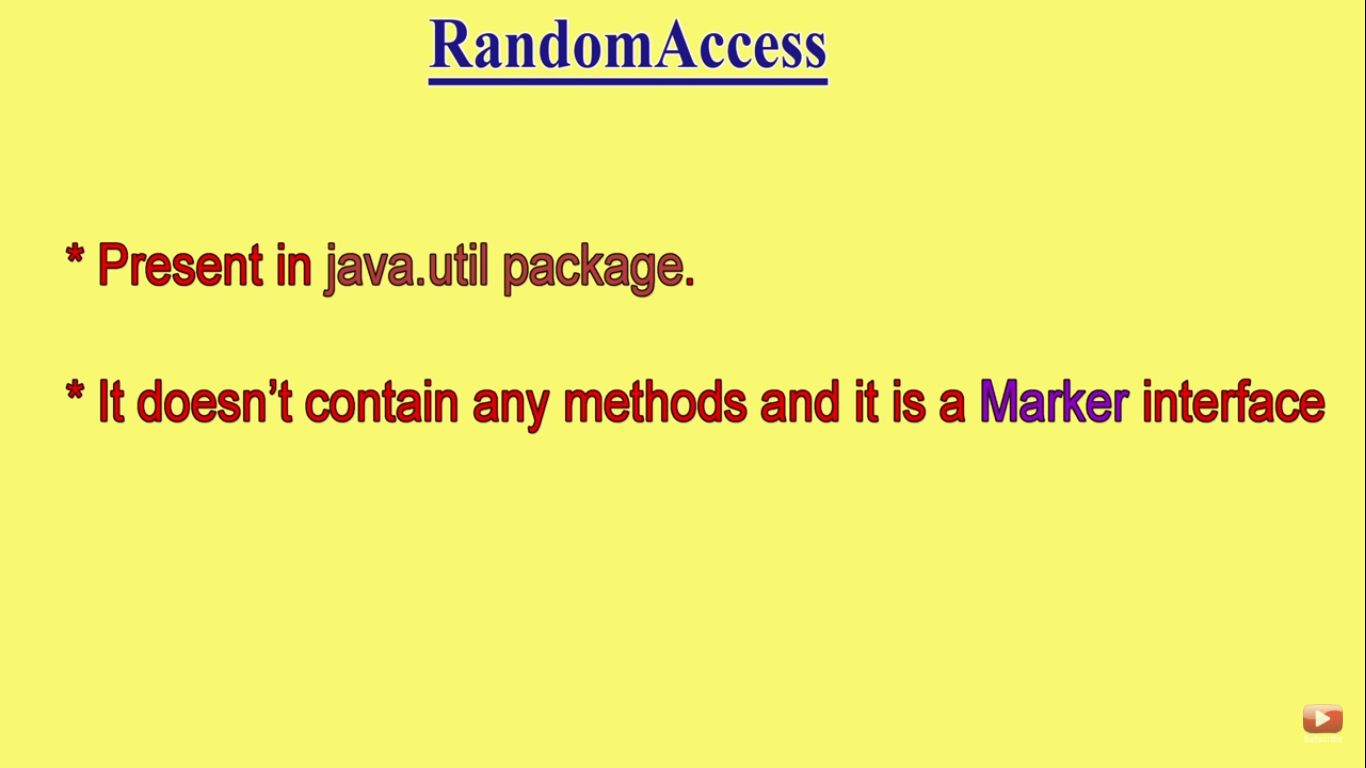 RandomAccess
* Present in java.util package.
* It doesn’t contain any methods and it is a Marker interface